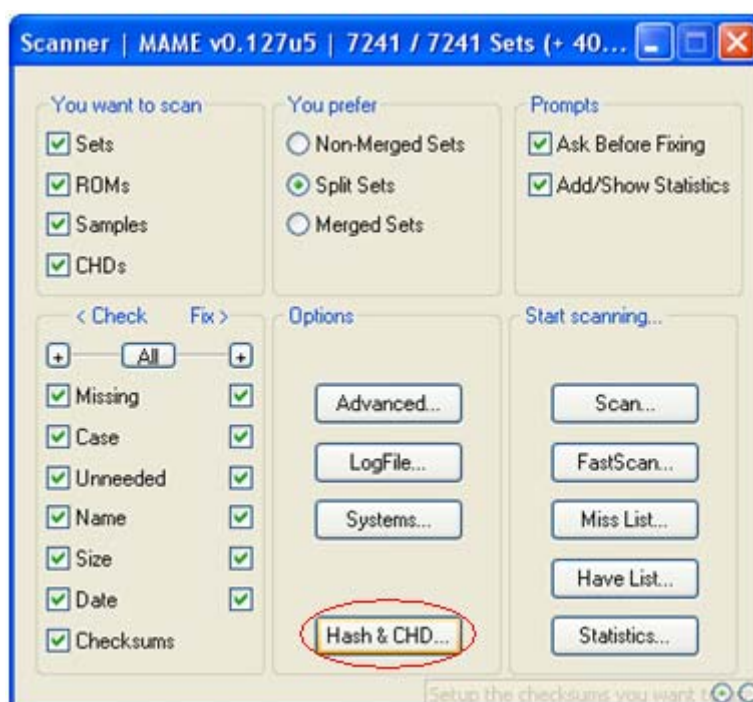 Scanner | MAME v0.127u5 | 7241 / 7241 Sets (+ 40...
You want to scan
Sets
ROMs
Samples
CHDs
You prefer
Non-Merged Sets
Split Sets
Merged Sets
Prompts
Ask Before Fixing
Add/Show Statistics
< Check Fix >
+ All +
Missing
Case
Unneeded
Name
Size
Date
Checksums
Options
Advanced...
LogFile...
Systems...
Hash & CHD...
Start scanning...
Scan...
FastScan...
Miss List...
Have List...
Statistics...
Setup the checksums you want